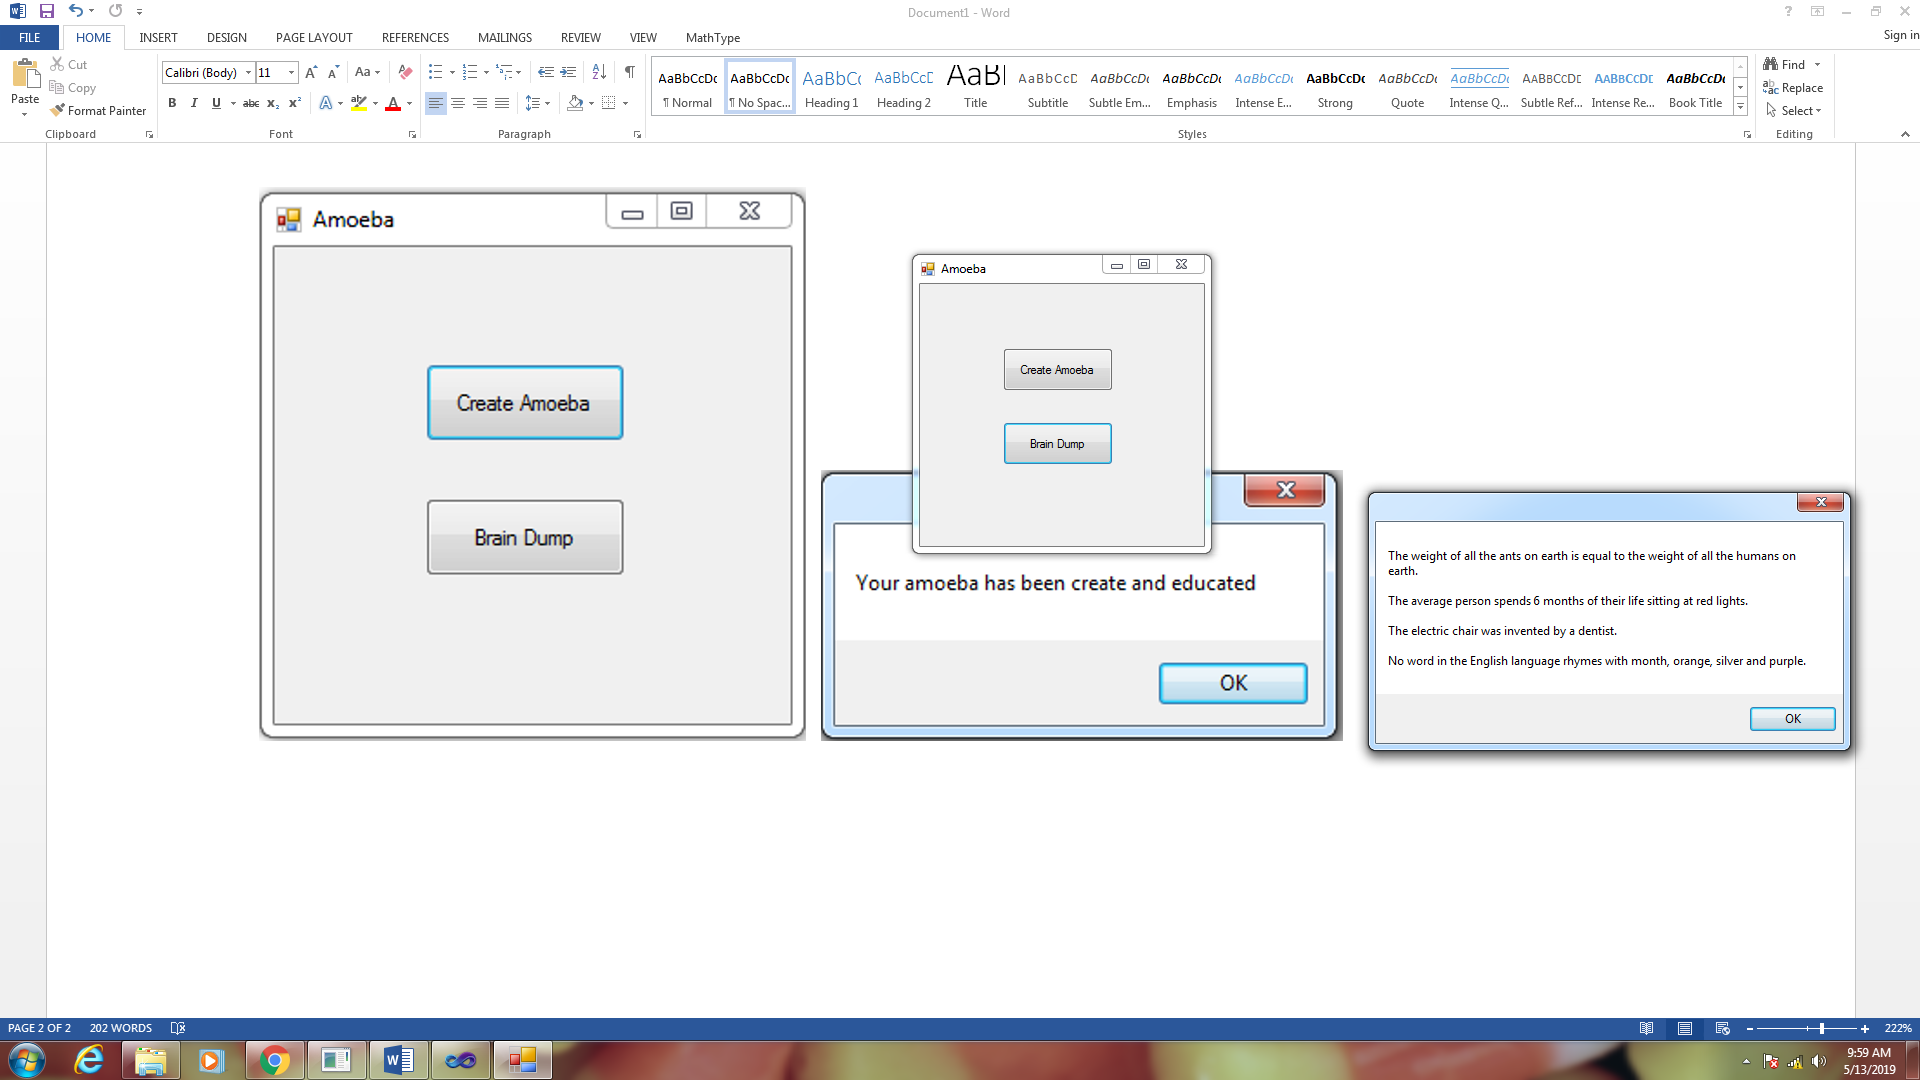 Document1 - Word
Sign in
FILE HOME INSERT DESIGN PAGE LAYOUT REFERENCES MAILINGS REVIEW VIEW MathType
Paste
Cut
Copy
Format Painter
Clipboard
Calibri (Body) 11
Font
Paragraph
AaBbCcDc AaBbCcDc AaBbCc AaBbCcD AaBl AaBbCcD AaBbCcDc AaBbCcDc AaBbCcDc AaBbCcDc AaBbCcDc AaBbCcDc AABBCCDE AABBCCDE AaBbCcDc
¶ Normal ¶ No Spac... Heading 1 Heading 2 Title Subtitle Subtle Em... Emphasis Intense E... Strong Quote Intense Q... Subtle Ref... Intense Re... Book Title
Styles
Find
Replace
Select
Editing
Amoeba
Create Amoeba
Brain Dump
Amoeba
Create Amoeba
Brain Dump
Your amoeba has been create and educated
OK
The weight of all the ants on earth is equal to the weight of all the humans on
earth.
The average person spends 6 months of their life sitting at red lights.
The electric chair was invented by a dentist.
No word in the English language rhymes with month, orange, silver and purple.
OK
PAGE 2 OF 2 202 WORDS
222%
9:59 AM
5/13/2019